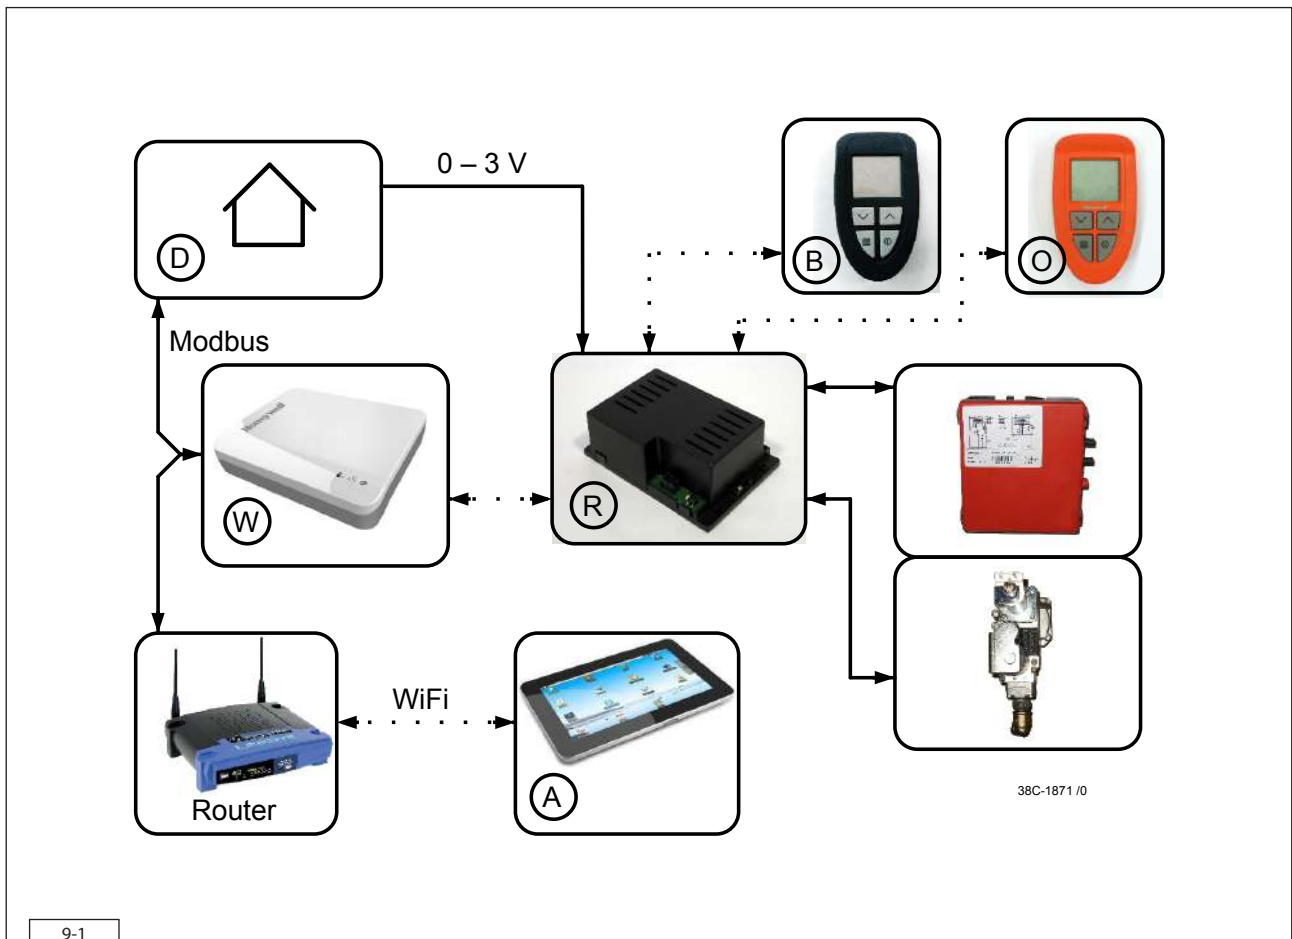 0 – 3 V
D
B
O
Modbus
W
R
WiFi
A
Router
38C-1871 /0
9-1